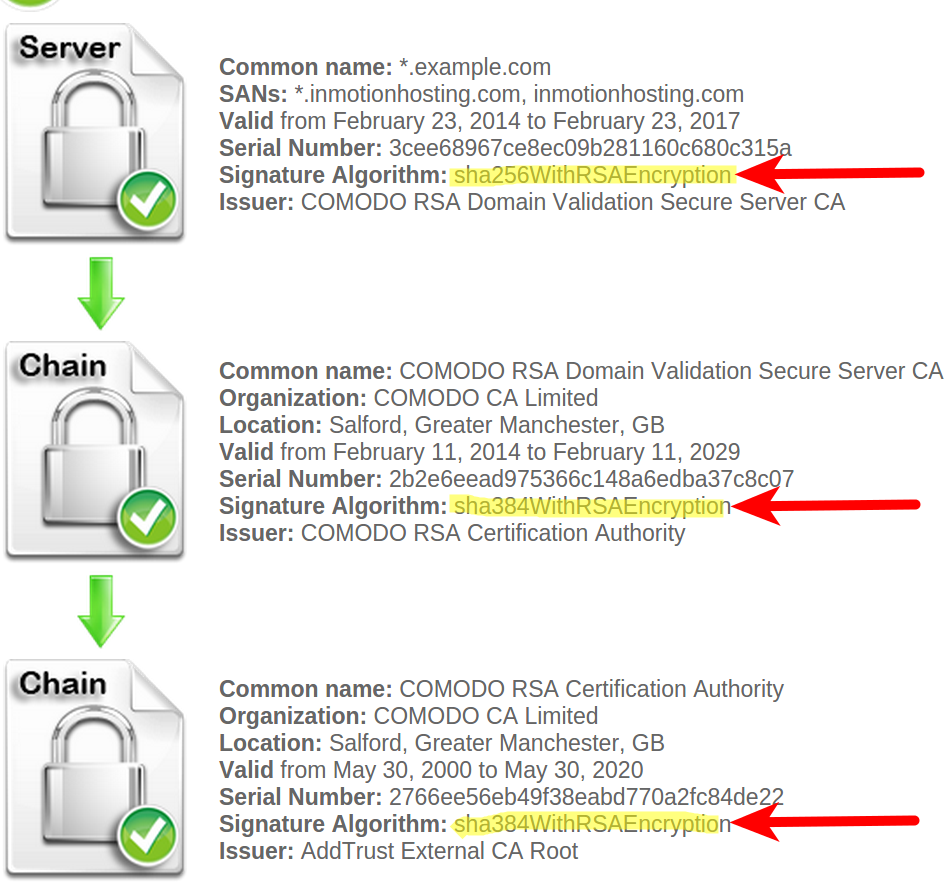 Server
Common name: *.example.com
SANs: *.inmotionhosting.com, inmotionhosting.com
Valid from February 23, 2014 to February 23, 2017
Serial Number: 3cee68967ce8ec09b281160c680c315a
Signature Algorithm: sha256WithRSAEncryption
Issuer: COMODO RSA Domain Validation Secure Server CA
Chain
Common name: COMODO RSA Domain Validation Secure Server CA
Organization: COMODO CA Limited
Location: Salford, Greater Manchester, GB
Valid from February 11, 2014 to February 11, 2029
Serial Number: 2b2e6eead975366c148a6edba37c8c07
Signature Algorithm: sha384WithRSAEncryption
Issuer: COMODO RSA Certification Authority
Chain
Common name: COMODO RSA Certification Authority
Organization: COMODO CA Limited
Location: Salford, Greater Manchester, GB
Valid from May 30, 2000 to May 30, 2020
Serial Number: 2766ee56eb49f38eabd770a2fc84de22
Signature Algorithm: sha384WithRSAEncryption
Issuer: AddTrust External CA Root